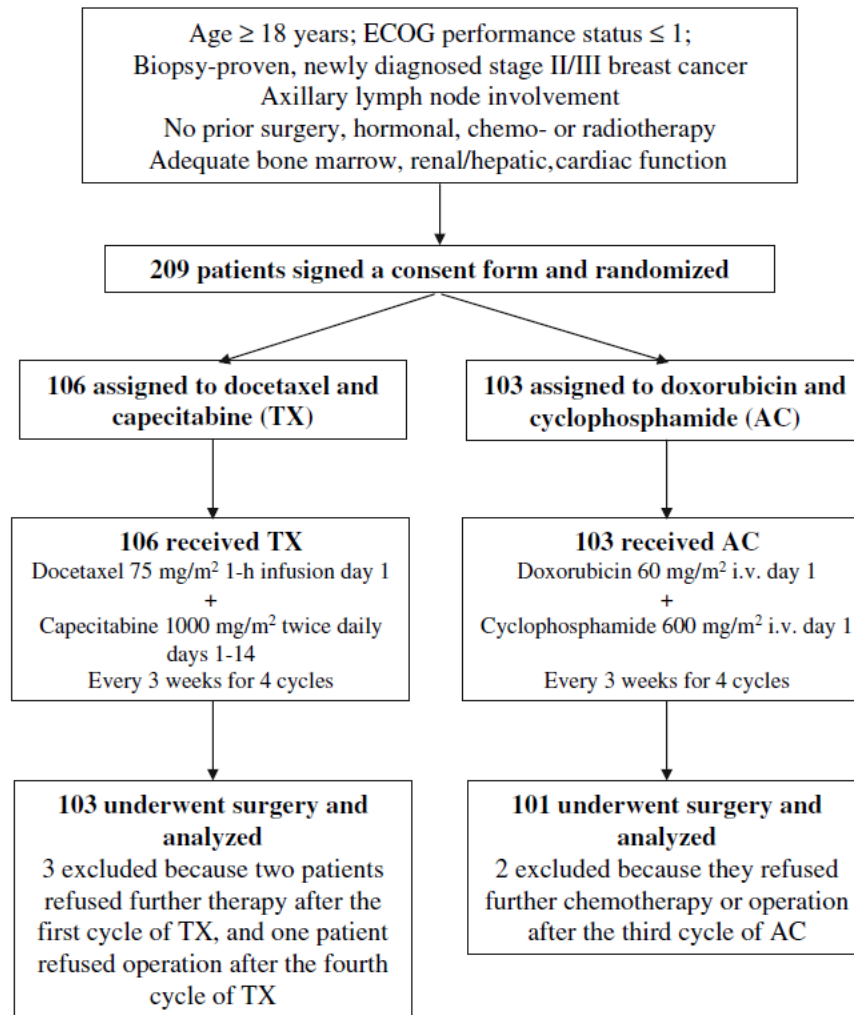 Age ≥ 18 years; ECOG performance status ≤ 1;
Biopsy-proven, newly diagnosed stage II/III breast cancer
Axillary lymph node involvement
No prior surgery, hormonal, chemo- or radiotherapy
Adequate bone marrow, renal/hepatic,cardiac function
209 patients signed a consent form and randomized
106 assigned to docetaxel and
capecitabine (TX)
103 assigned to doxorubicin and
cyclophosphamide (AC)
106 received TX
Docetaxel 75 mg/m² 1-h infusion day 1
+
Capecitabine 1000 mg/m² twice daily
days 1-14
Every 3 weeks for 4 cycles
103 received AC
Doxorubicin 60 mg/m² i.v. day 1
+
Cyclophosphamide 600 mg/m² i.v. day 1
Every 3 weeks for 4 cycles
103 underwent surgery and
analyzed
3 excluded because two patients
refused further therapy after the
first cycle of TX, and one patient
refused operation after the fourth
cycle of TX
101 underwent surgery and
analyzed
2 excluded because they refused
further chemotherapy or operation
after the third cycle of AC